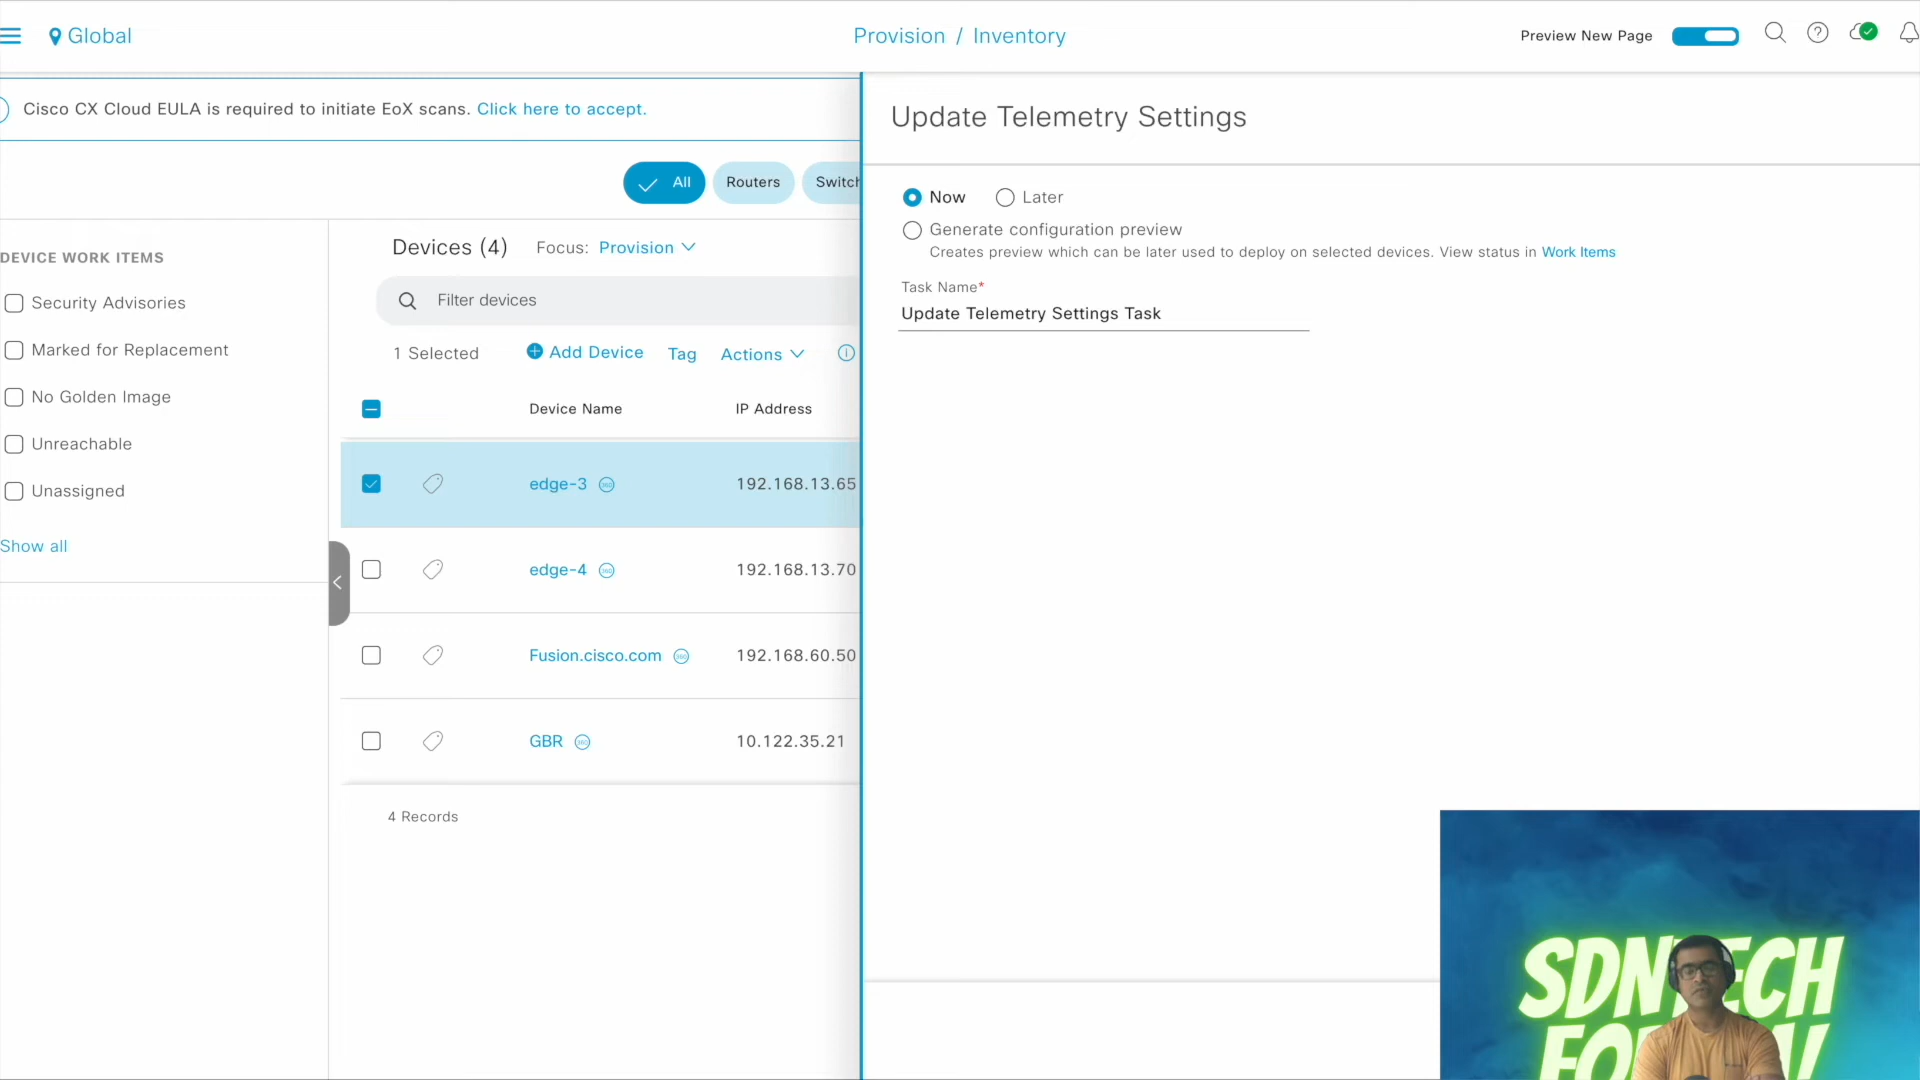 Global
Provision / Inventory
Preview New Page
Cisco CX Cloud EULA is required to initiate EoX scans. Click here to accept.
All
Routers
Switch
DEVICE WORK ITEMS
Security Advisories
Marked for Replacement
No Golden Image
Unreachable
Unassigned
Show all
Devices (4) Focus: Provision
Filter devices
1 Selected Add Device Tag Actions
Device Name IP Address
edge-3 192.168.13.65
edge-4 192.168.13.70
Fusion.cisco.com 192.168.60.50
GBR 10.122.35.21
4 Records
Update Telemetry Settings
Now Later
Generate configuration preview
Creates preview which can be later used to deploy on selected devices. View status in Work Items
Task Name*
Update Telemetry Settings Task